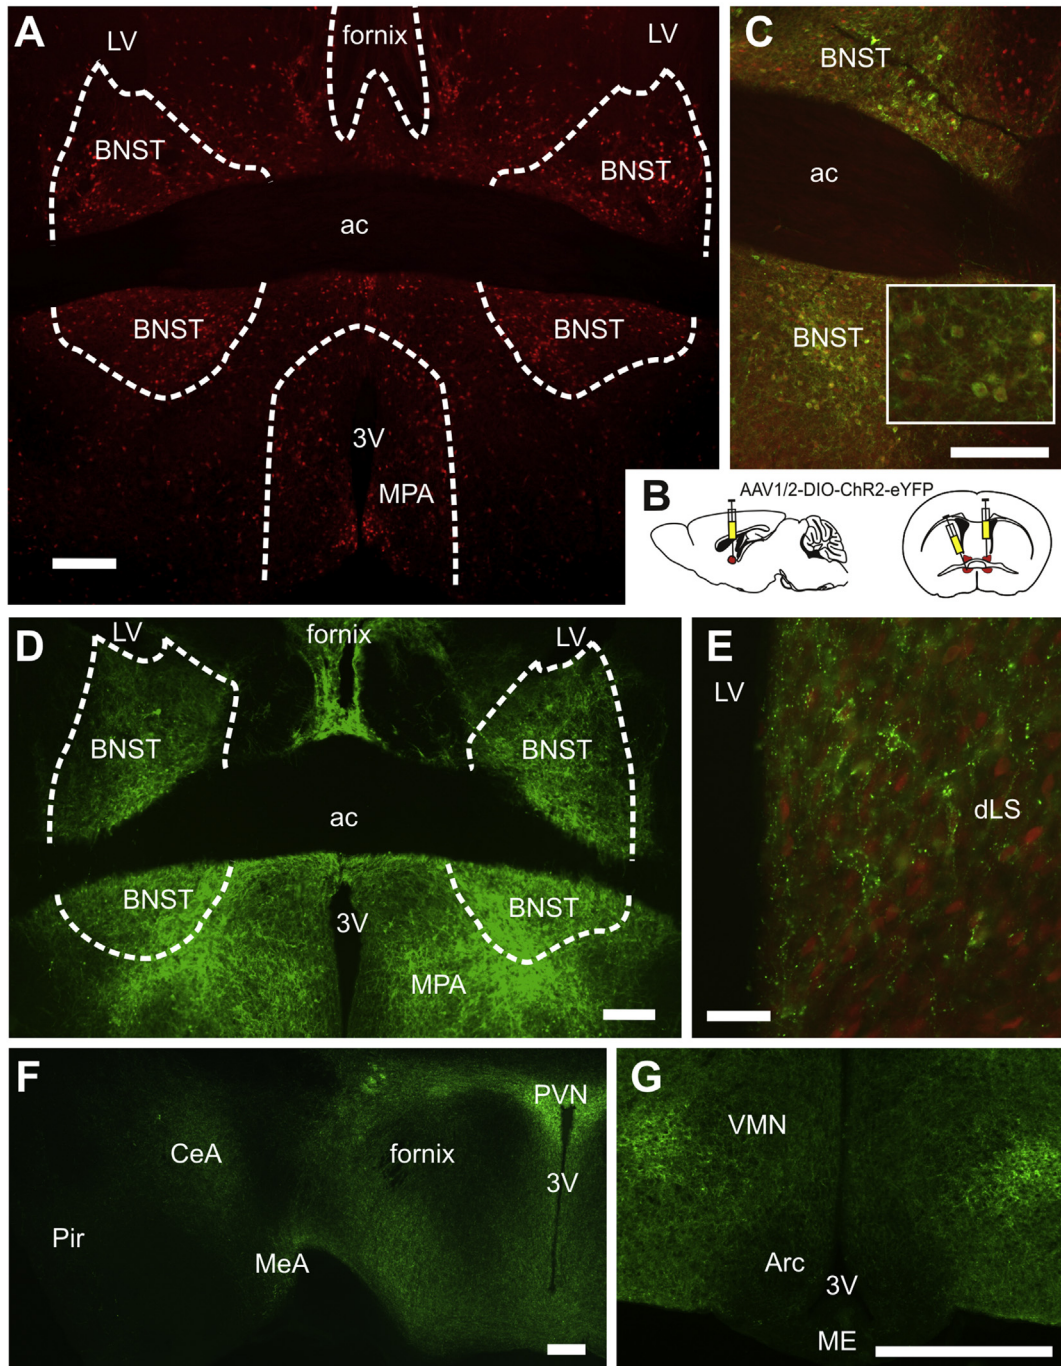 A
LV
fornix
LV
BNST
BNST
ac
BNST
BNST
3V
MPA
C
BNST
ac
BNST
B
AAV1/2-DIO-ChR2-eYFP
D
LV
fornix
LV
BNST
BNST
ac
BNST
BNST
3V
MPA
E
LV
dLS
F
PVN
CeA
fornix
3V
Pir
MeA
G
VMN
Arc
3V
ME